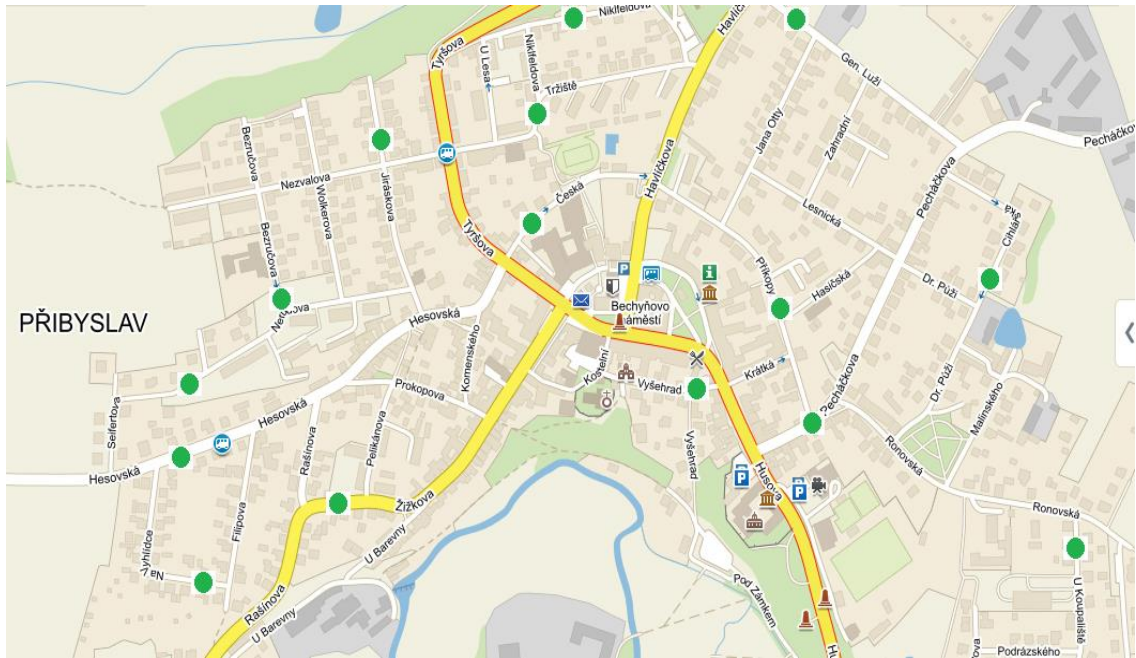 Niklfeldova
Tyršova
U Lesa
Niklfeldova
Tržiště
Havlíčkova
Gen. Luži
Jana Otty
Zahradní
Pecháčkova
Pecháčkova
Bezručova
Nezvalova
Wolkerova
Jiráskova
Česká
Havlíčkova
Lesnická
Cihlářská
Bezručova
Tyršova
Příkopy
Hasičská
Dr. Půži
PŘIBYSLAV
Nerudova
Hesovská
Bechyňovo
náměstí
Komenského
Kostelní
Vyšehrad
Krátká
Pecháčkova
Dr. Půži
Malinského
Seifertova
Prokopova
Hesovská
Rašínova
Pelikánova
Vyšehrad
Husova
Ronovská
Hesovská
Žižkova
Ronovská
Filipova
Na Vyhlídce
U Barevny
Rašínova
U Barevny
Pod Zámkem
U Koupaliště
Podrázského